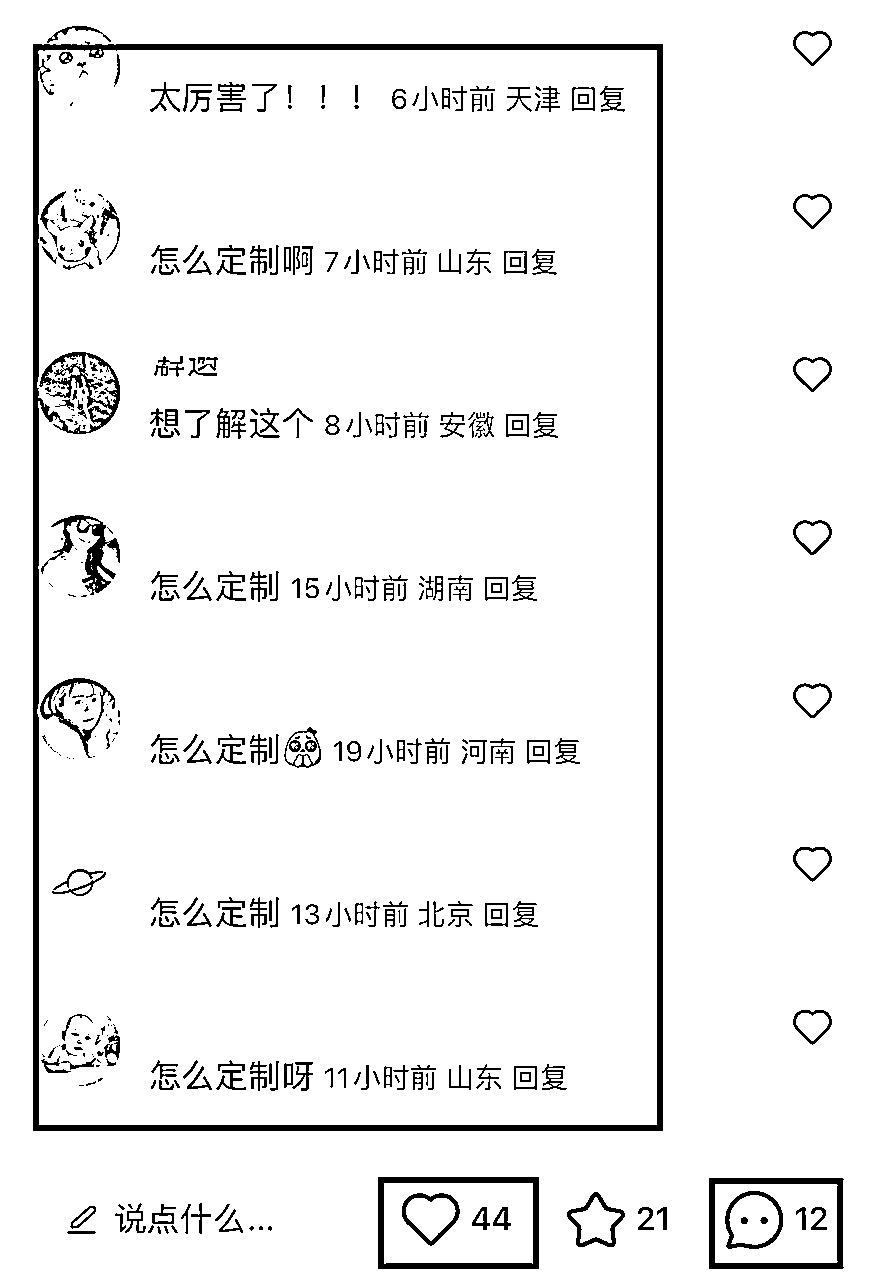 太厉害了！！！ 6小时前 天津 回复
怎么定制啊 7小时前 山东 回复
想了解这个 8小时前 安徽 回复
怎么定制 15小时前 湖南 回复
怎么定制 19小时前 河南 回复
怎么定制 13小时前 北京 回复
怎么定制呀 11小时前 山东 回复
说点什么... 44 21 12